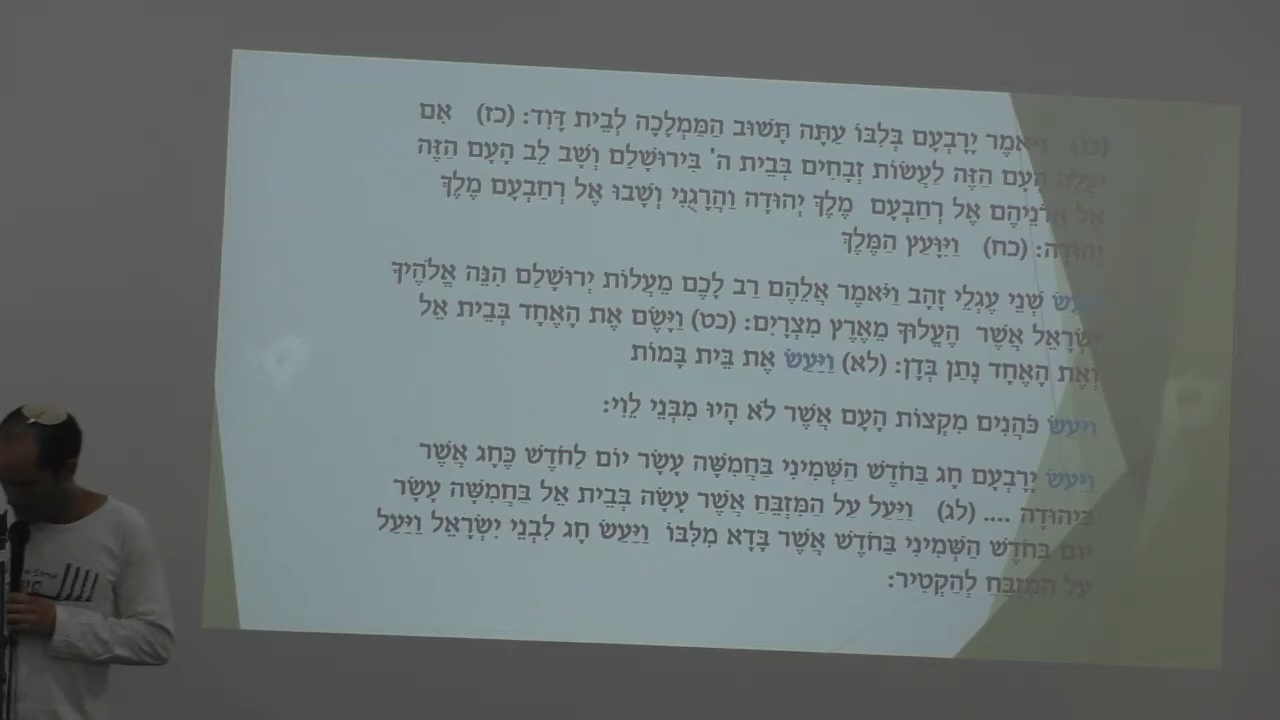 (כו) וַיֹּאמֶר יָרָבְעָם בְּלִבּוֹ עַתָּה תָּשׁוּב הַמַּמְלָכָה לְבֵית דָּוִד: (כז) אִם
יַעֲלֶה הָעָם הַזֶּה לַעֲשׂוֹת זְבָחִים בְּבֵית ה' בִּירוּשָׁלִַם וְשָׁב לֵב הָעָם הַזֶּה
אֶל אֲדֹנֵיהֶם אֶל רְחַבְעָם מֶלֶךְ יְהוּדָה וַהֲרָגֻנִי וְשָׁבוּ אֶל רְחַבְעָם מֶלֶךְ
יְהוּדָה: (כח) וַיִּוָּעַץ הַמֶּלֶךְ
וַיַּעַשׂ שְׁנֵי עֶגְלֵי זָהָב וַיֹּאמֶר אֲלֵהֶם רַב לָכֶם מֵעֲלוֹת יְרוּשָׁלִַם הִנֵּה אֱלֹהֶיךָ
יִשְׂרָאֵל אֲשֶׁר הֶעֱלוּךָ מֵאֶרֶץ מִצְרָיִם: (כט) וַיָּשֶׂם אֶת הָאֶחָד בְּבֵית אֵל
וְאֶת הָאֶחָד נָתַן בְּדָן: (לא) וַיַּעַשׂ אֶת בֵּית בָּמוֹת
וַיַּעַשׂ כֹּהֲנִים מִקְצוֹת הָעָם אֲשֶׁר לֹא הָיוּ מִבְּנֵי לֵוִי:
וַיַּעַשׂ יָרָבְעָם חָג בַּחֹדֶשׁ הַשְּׁמִינִי בַּחֲמִשָּׁה עָשָׂר יוֹם לַחֹדֶשׁ כֶּחָג אֲשֶׁר
בִּיהוּדָה .... (לג) וַיַּעַל עַל הַמִּזְבֵּחַ אֲשֶׁר עָשָׂה בְּבֵית אֵל בַּחֲמִשָּׁה עָשָׂר
יוֹם בַּחֹדֶשׁ הַשְּׁמִינִי בַּחֹדֶשׁ אֲשֶׁר בָּדָא מִלִּבּוֹ וַיַּעַשׂ חָג לִבְנֵי יִשְׂרָאֵל וַיַּעַל
עַל הַמִּזְבֵּחַ לְהַקְטִיר: